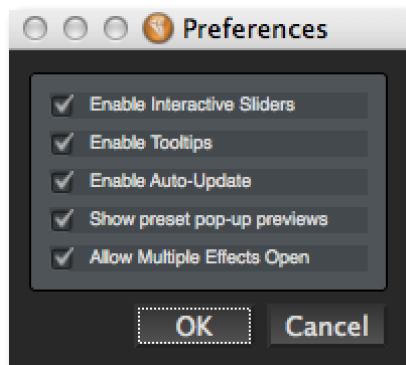 Preferences
Enable Interactive Sliders
Enable Tooltips
Enable Auto-Update
Show preset pop-up previews
Allow Multiple Effects Open
OK Cancel